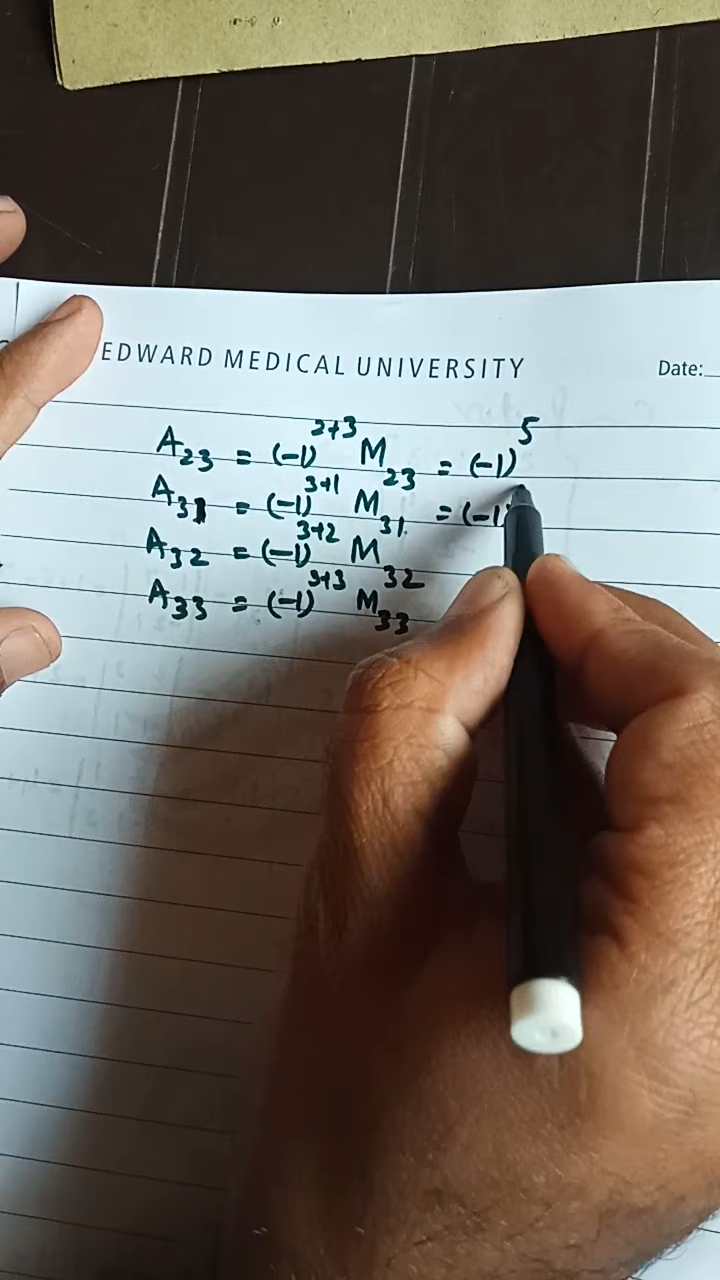 EDWARD MEDICAL UNIVERSITY Date:
A₂₃ = (-1)²⁺³ M₂₃ = (-1)⁵
A₃₁ = (-1)³⁺¹ M₃₁ = (-1)
A₃₂ = (-1)³⁺² M₃₂
A₃₃ = (-1)³⁺³ M₃₃